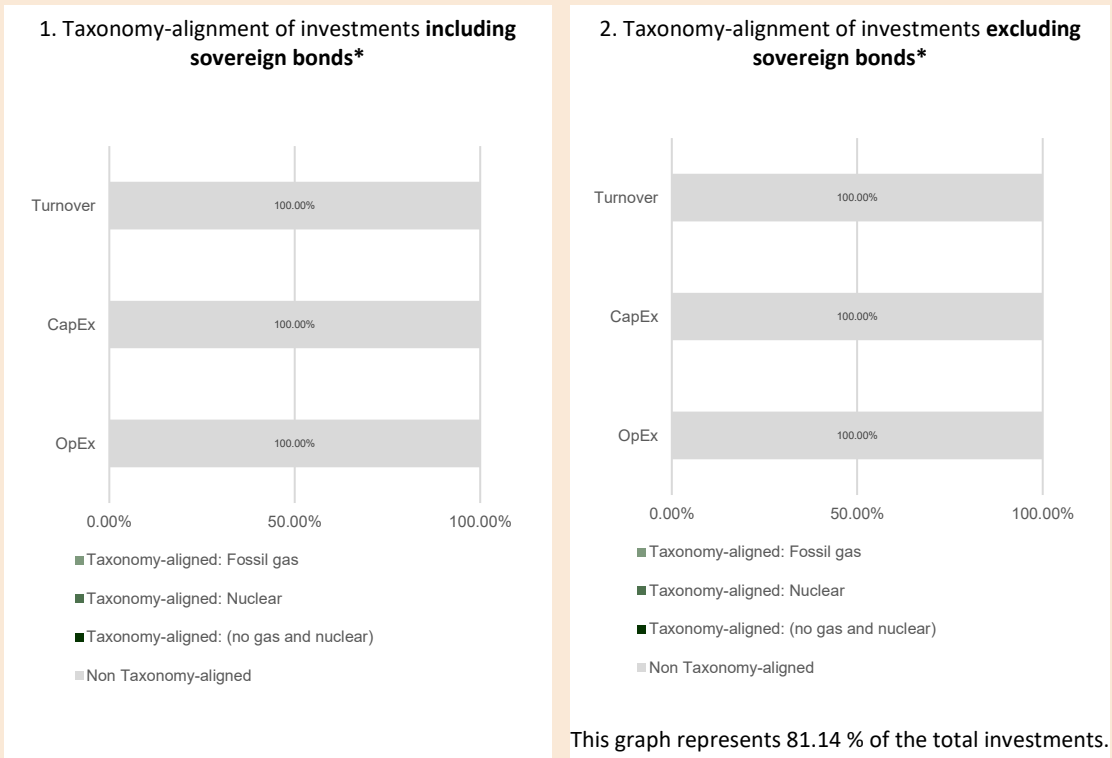 1. Taxonomy-alignment of investments including
sovereign bonds*
Turnover
100.00%
CapEx
100.00%
OpEx
100.00%
0.00%
50.00%
100.00%
Taxonomy-aligned: Fossil gas
Taxonomy-aligned: Nuclear
Taxonomy-aligned: (no gas and nuclear)
Non Taxonomy-aligned
2. Taxonomy-alignment of investments excluding
sovereign bonds*
Turnover
100.00%
CapEx
100.00%
OpEx
100.00%
0.00%
50.00%
100.00%
Taxonomy-aligned: Fossil gas
Taxonomy-aligned: Nuclear
Taxonomy-aligned: (no gas and nuclear)
Non Taxonomy-aligned
This graph represents 81.14 % of the total investments.